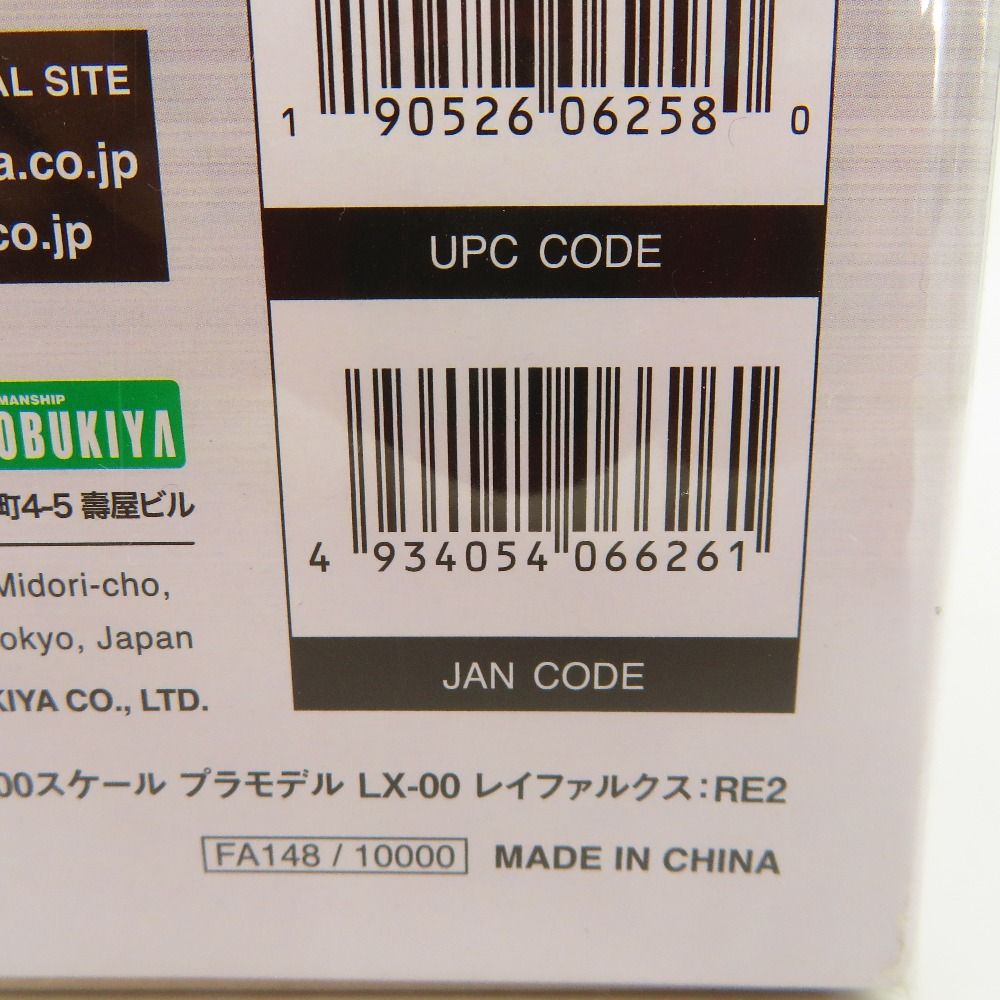 AL SITE
a.co.jp
co.jp
1 90526 06258 0
UPC CODE
MANSHIP
OBUKIYA
町4-5 壽屋ビル
4 934054 066261
Midori-cho,
okyo, Japan
KIYA CO., LTD.
JAN CODE
00スケール プラモデル LX-00 レイファルクス:RE2
FA148 / 10000 MADE IN CHINA